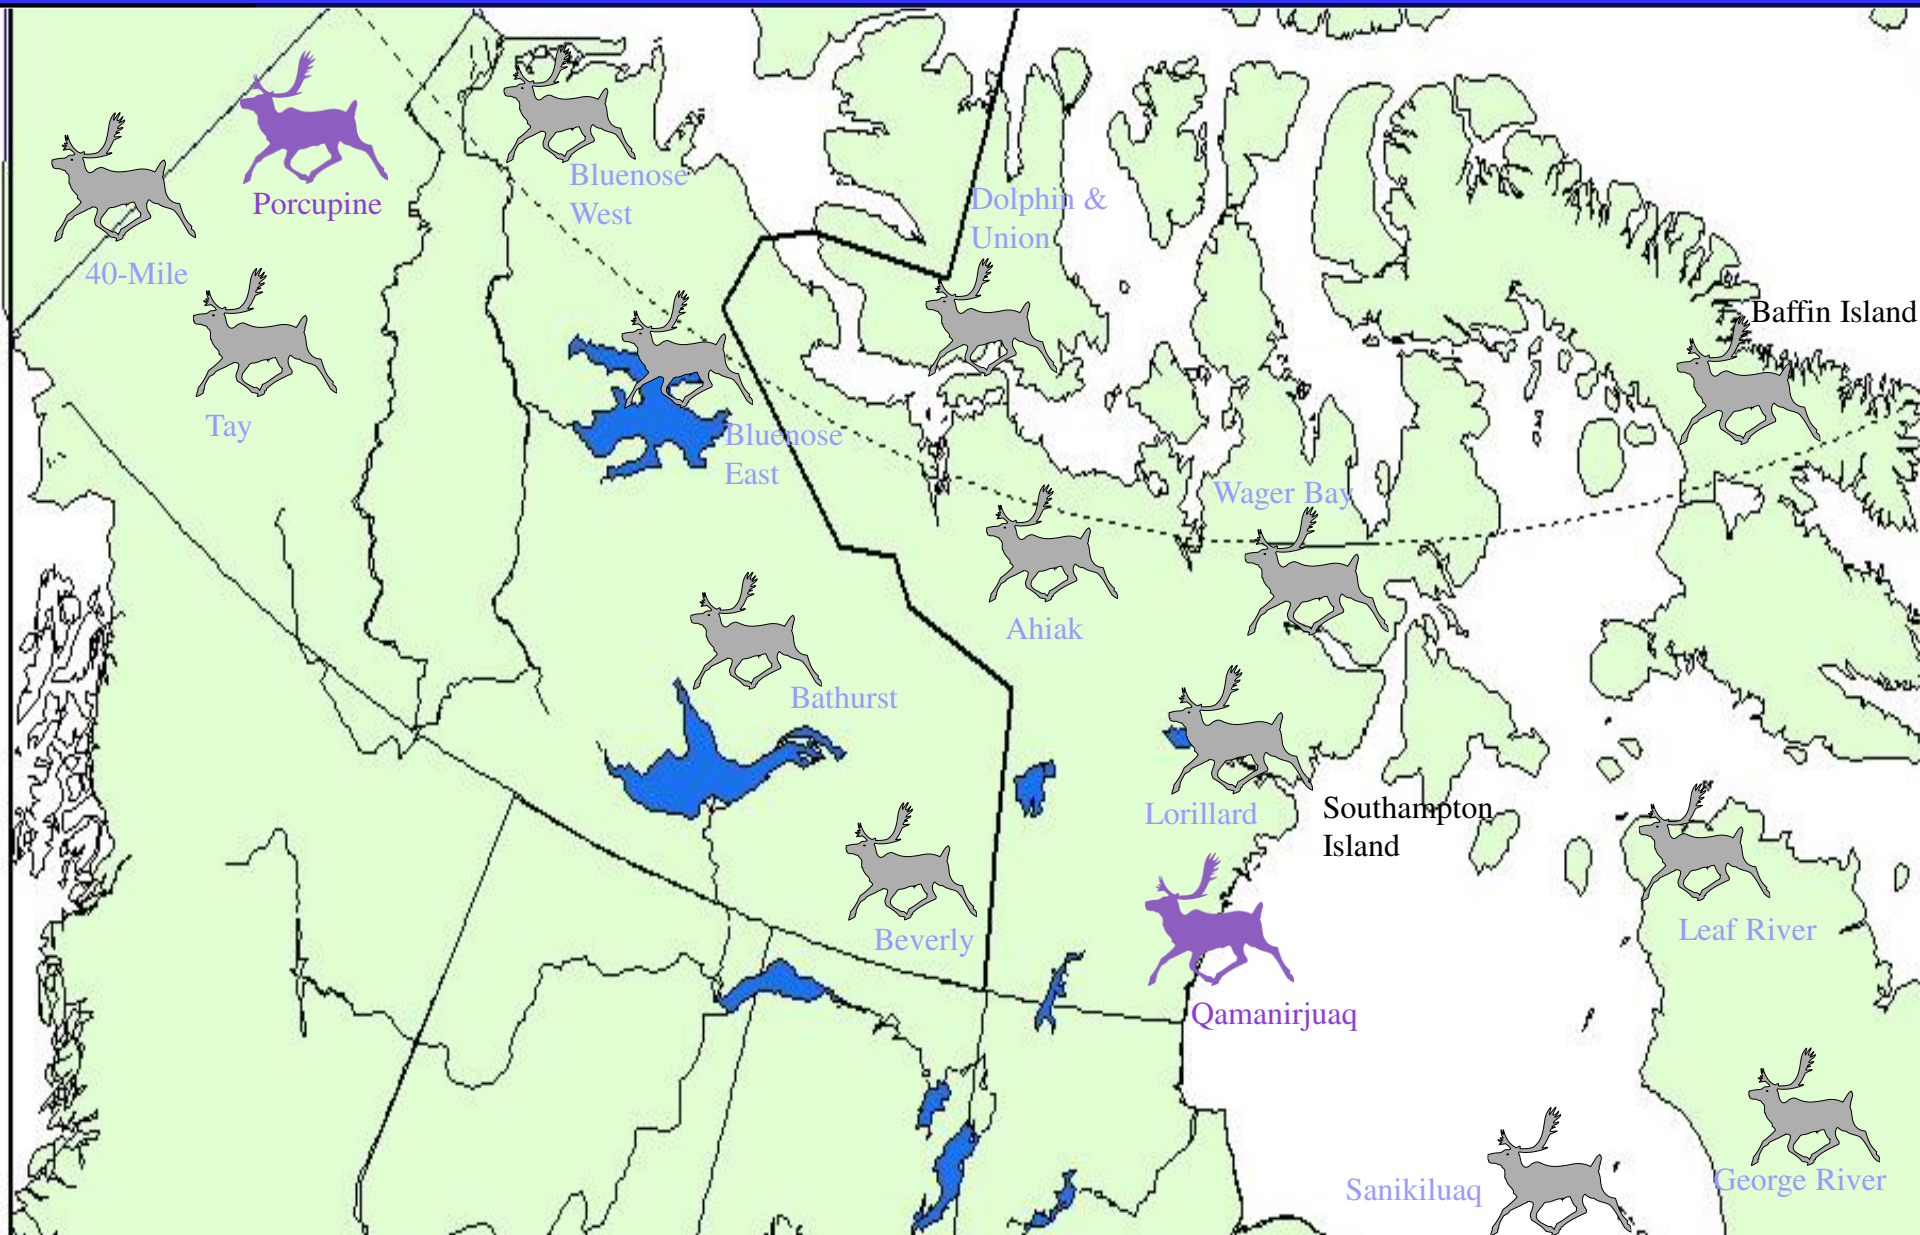 Porcupine
Bluenose
West
Dolphin &
Union
40-Mile
Baffin Island
Tay
Bluenose
East
Wager Bay
Ahiak
Bathurst
Lorillard
Southampton
Island
Beverly
Leaf River
Qamanirjuaq
Sanikiluaq
George River